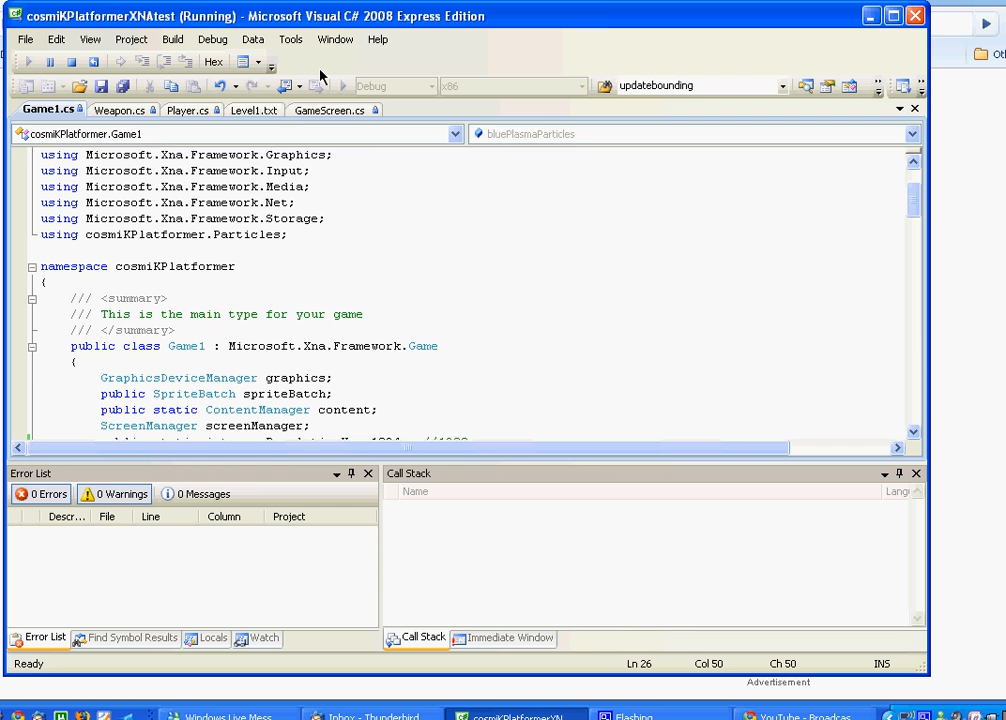 cosmiKPlatformerXNAtest (Running) - Microsoft Visual C# 2008 Express Edition
File Edit View Project Build Debug Data Tools Window Help
Hex
Debug x86 updatebounding
Game1.cs Weapon.cs Player.cs Level1.txt GameScreen.cs
cosmiKPlatformer.Game1 bluePlasmaParticles
using Microsoft.Xna.Framework.Graphics;
using Microsoft.Xna.Framework.Input;
using Microsoft.Xna.Framework.Media;
using Microsoft.Xna.Framework.Net;
using Microsoft.Xna.Framework.Storage;
using cosmiKPlatformer.Particles;
namespace cosmiKPlatformer
{
/// <summary>
/// This is the main type for your game
/// </summary>
public class Game1 : Microsoft.Xna.Framework.Game
{
GraphicsDeviceManager graphics;
public SpriteBatch spriteBatch;
public static ContentManager content;
ScreenManager screenManager;
Error List Call Stack
0 Errors 0 Warnings 0 Messages
Name Langu
Descr... File Line Column Project
Error List Find Symbol Results Locals Watch
Call Stack Immediate Window
Ready Ln 26 Col 50 Ch 50 INS
Advertisement
Windows Live Mess... Inbox - Thunderbird cosmiKPlatformerXN... Flashing YouTube - Broadcas...